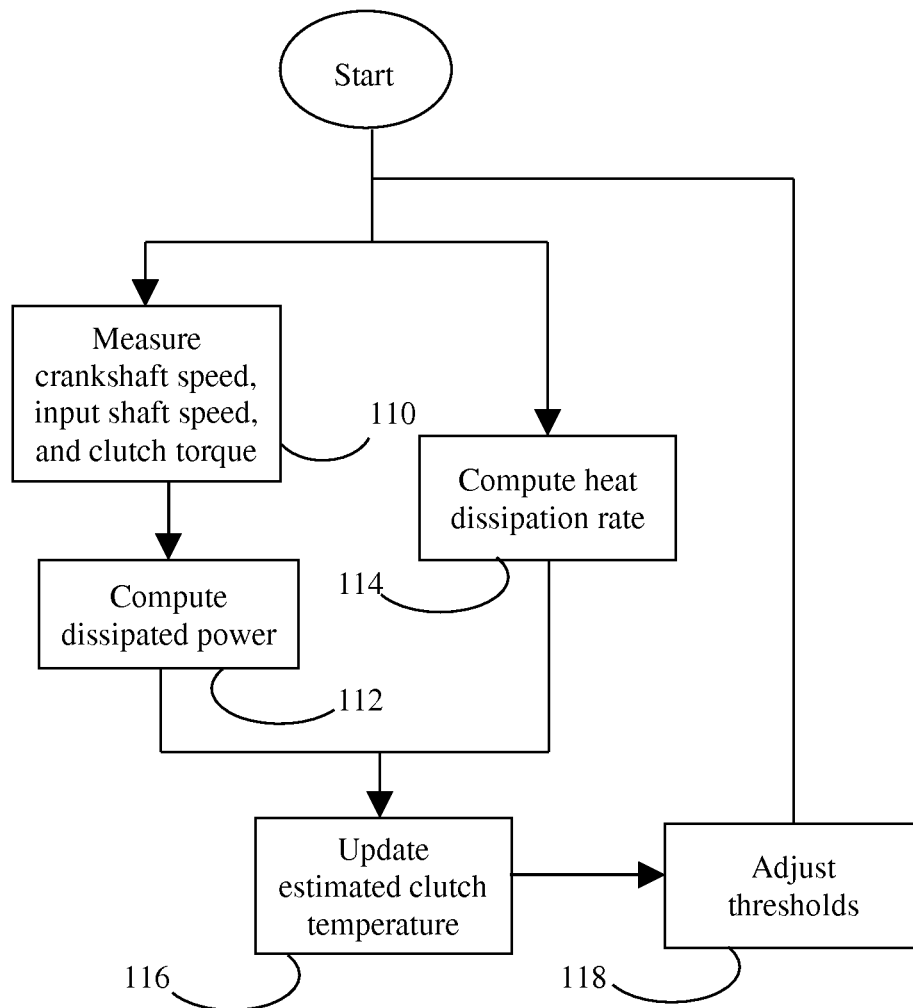 Start
Measure
crankshaft speed,
input shaft speed,
and clutch torque
110
Compute heat
dissipation rate
114
Compute
dissipated power
112
Update
estimated clutch
temperature
116
Adjust
thresholds
118